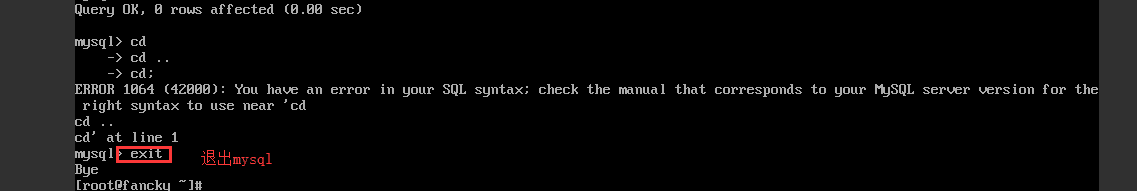 Query OK, 0 rows affected (0.00 sec)
mysql> cd
-> cd ..
-> cd;
ERROR 1064 (42000): You have an error in your SQL syntax; check the manual that corresponds to your MySQL server version for the
right syntax to use near 'cd
cd ..
cd' at line 1
mysql> exit 退出mysql
Bye
[root@fancky ~]#